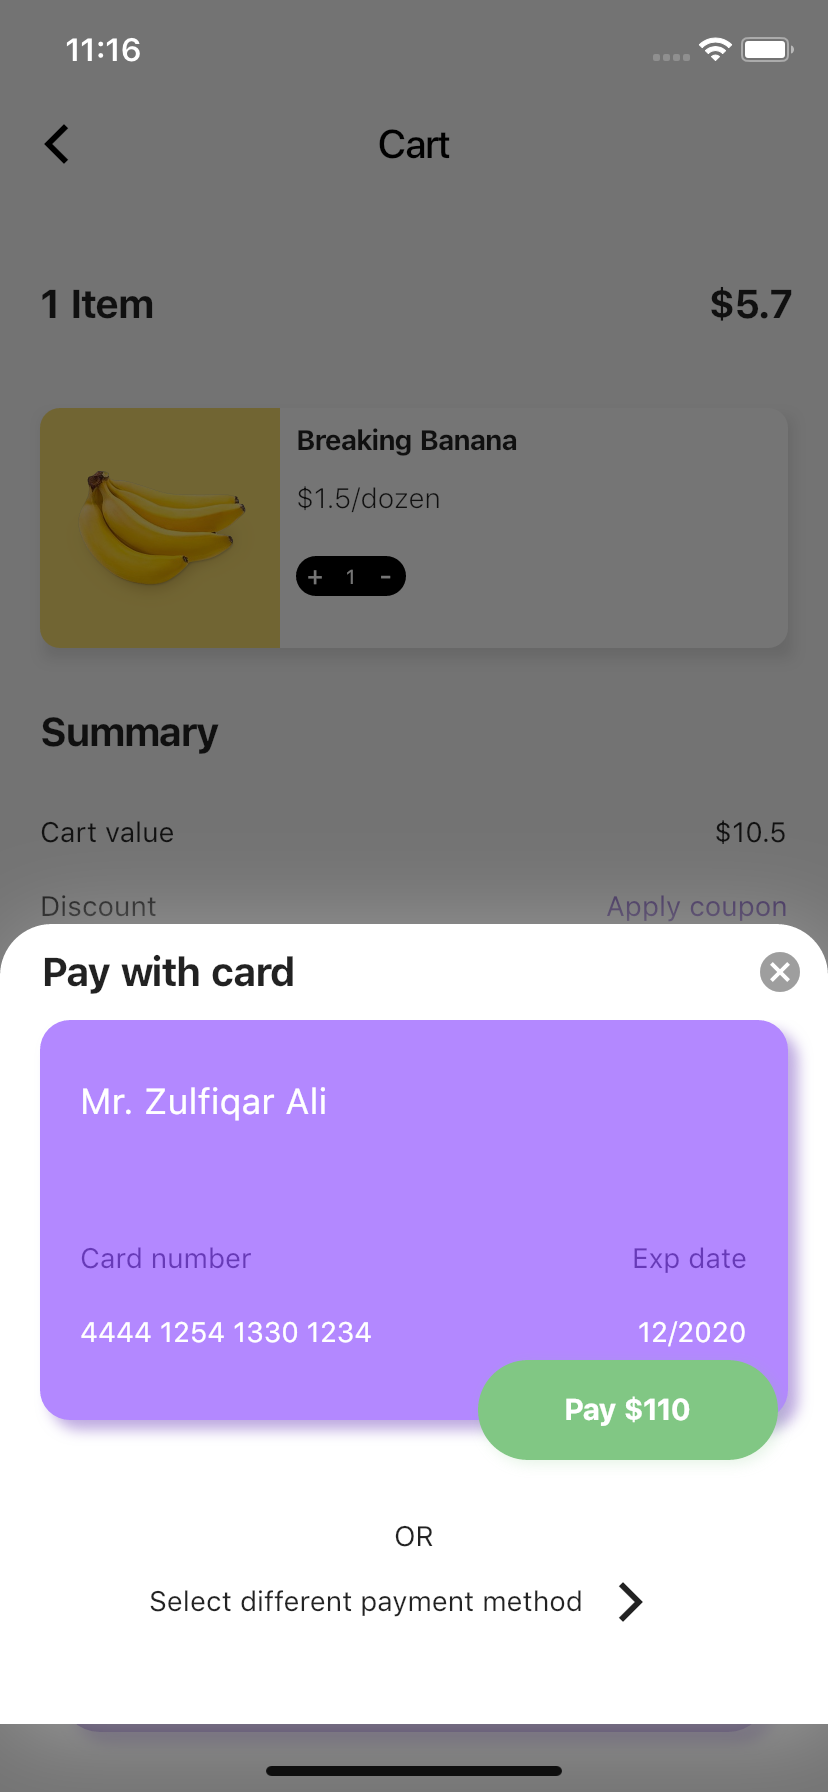 11:16
Cart
1 Item $5.7
Breaking Banana
$1.5/dozen
+ 1 -
Summary
Cart value $10.5
Discount Apply coupon
Pay with card
Mr. Zulfiqar Ali
Card number Exp date
4444 1254 1330 1234 12/2020
Pay $110
OR
Select different payment method